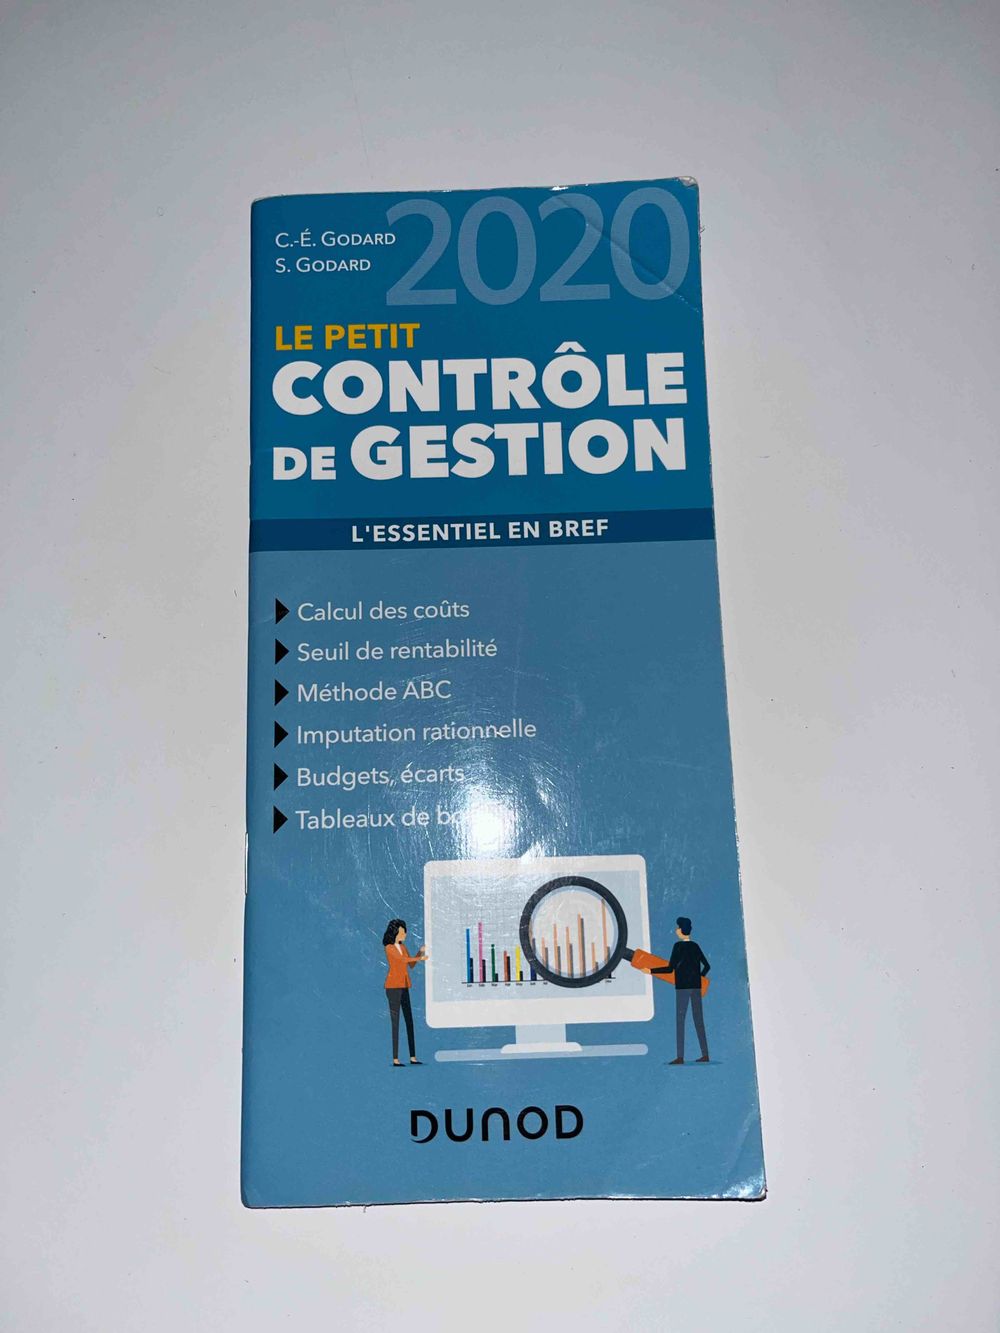 2020
C.-É. GODARD
S. GODARD
LE PETIT
CONTRÔLE
DE GESTION
L'ESSENTIEL EN BREF
Calcul des coûts
Seuil de rentabilité
Méthode ABC
Imputation rationnelle
Budgets, écarts
Tableaux de
DUNOD